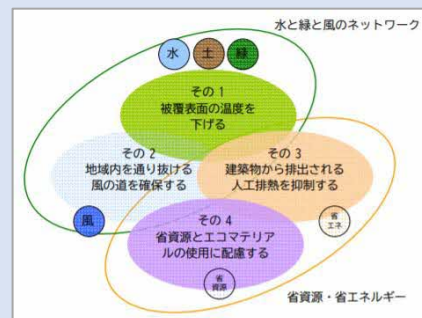 水と緑と風のネットワーク
水
土
緑
その 1
被覆表面の温度を
下げる
その 2
地域内を通り抜ける
風の道を確保する
その 3
建築物から排出される
人工排熱を抑制する
風
その 4
省資源とエコマテリア
ルの使用に配慮する
省
エネ
省
資源
省資源・省エネルギー